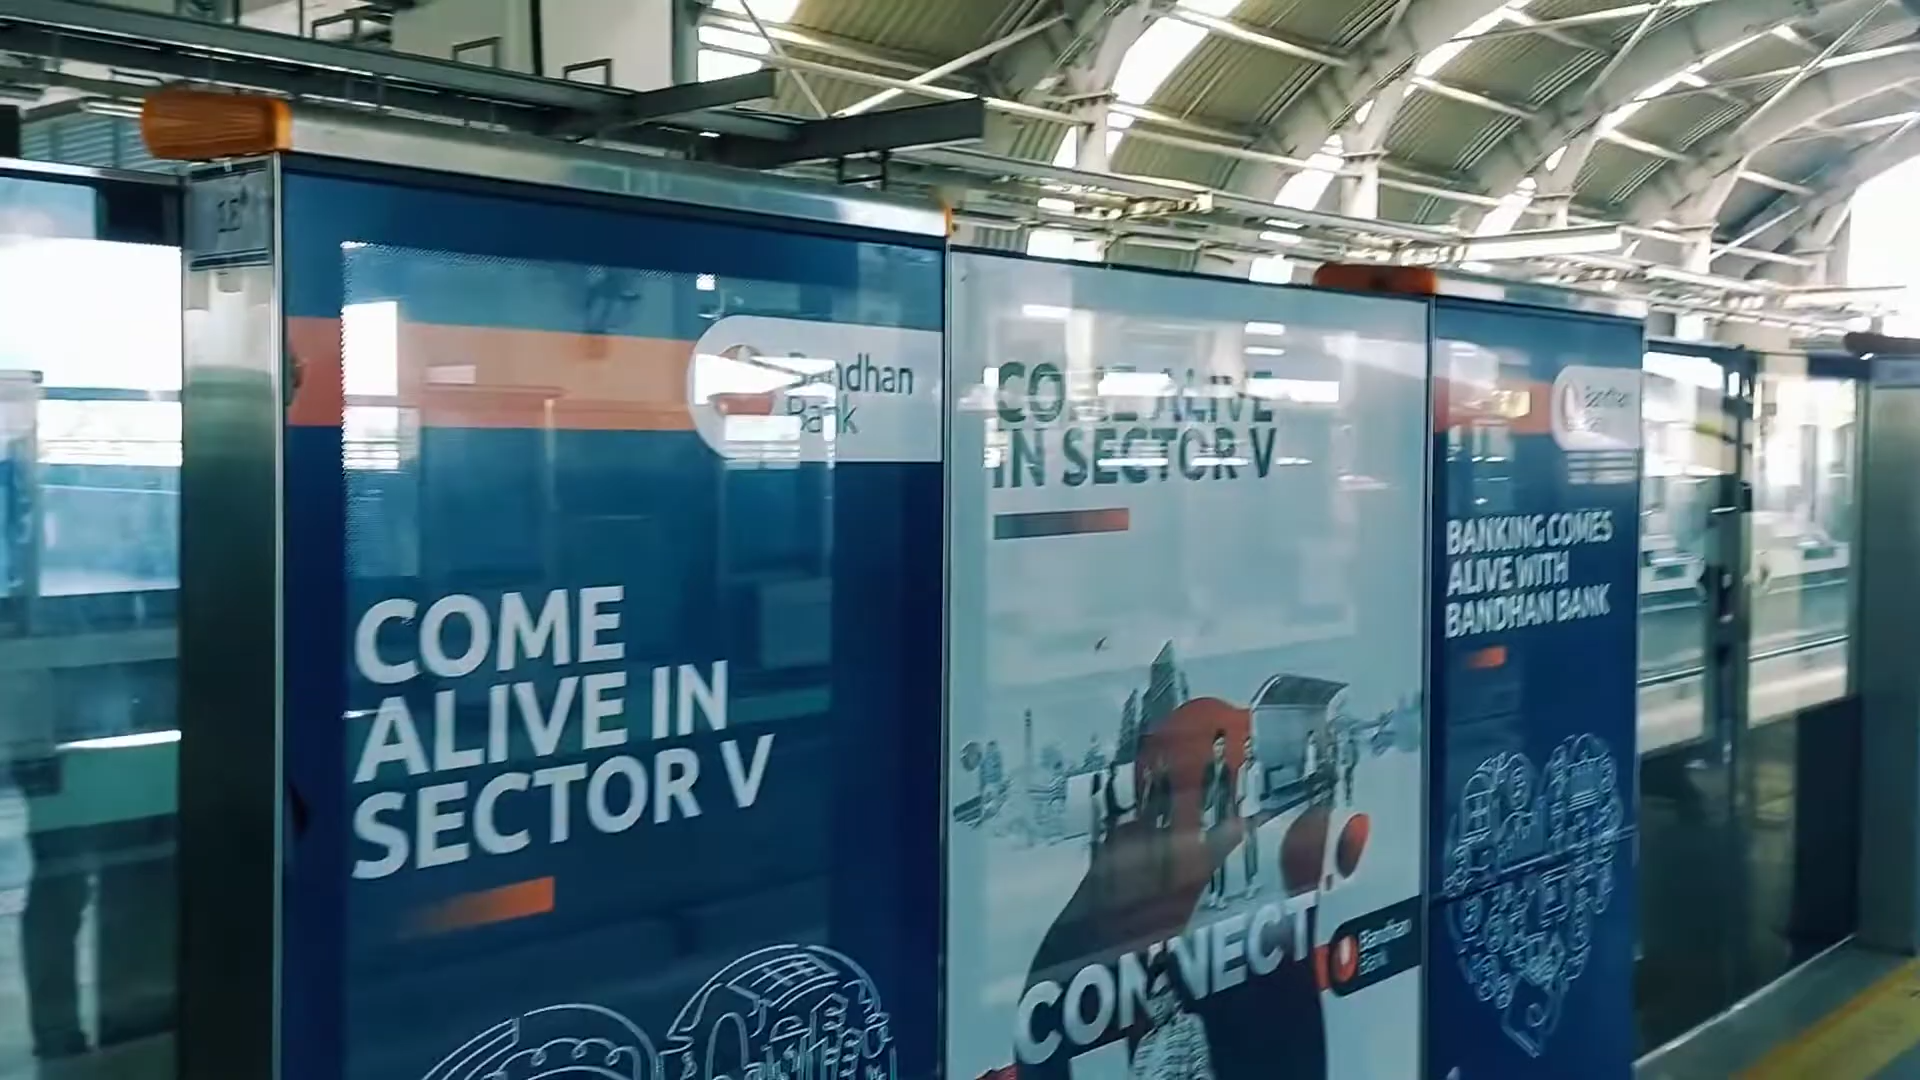 Bandhan
Bank
COME
ALIVE IN
SECTOR V
COME ALIVE
IN SECTOR V
CONNECT.
Bandhan
Bank
Bandhan
BANKING COMES
ALIVE WITH
BANDHAN BANK